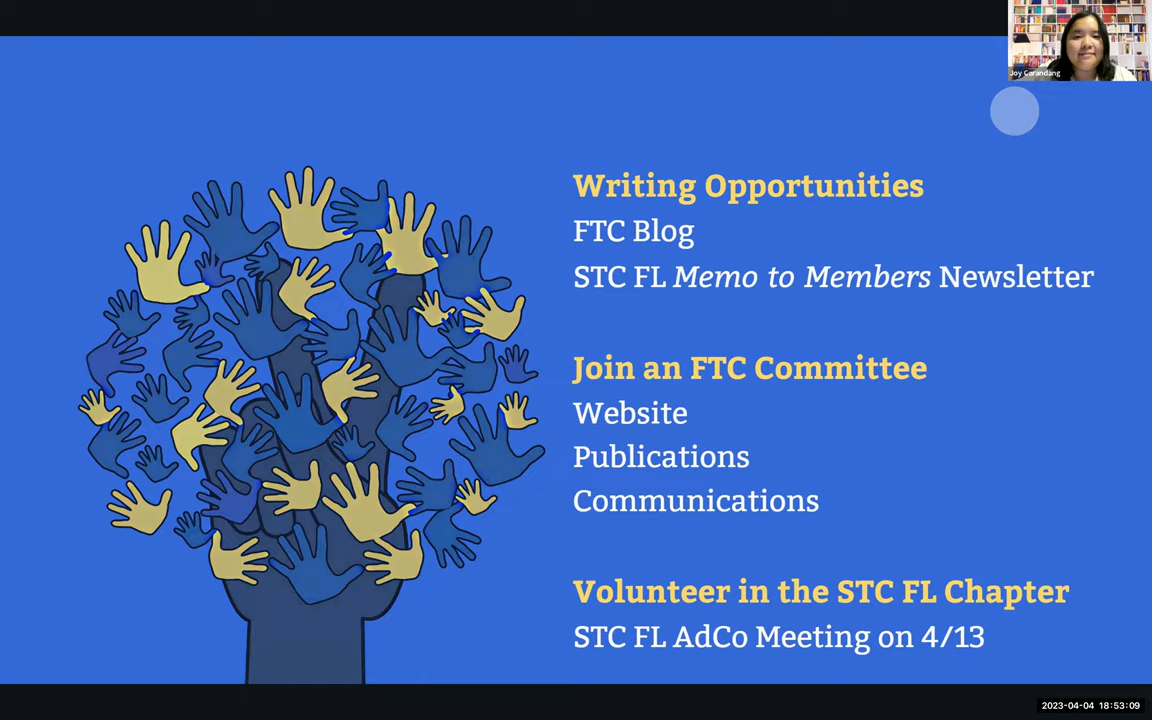 Joy Carandang
Writing Opportunities
FTC Blog
STC FL Memo to Members Newsletter
Join an FTC Committee
Website
Publications
Communications
Volunteer in the STC FL Chapter
STC FL AdCo Meeting on 4/13
2023-04-04 18:53:09